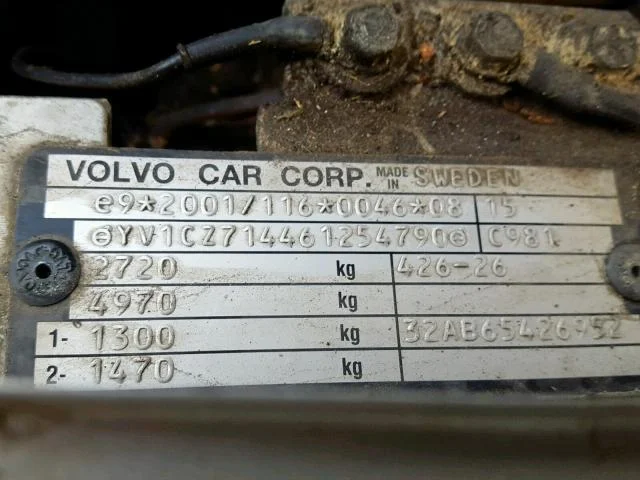 VOLVO CAR CORP. MADE IN SWEDEN
e9*2001/116*0046*08 15
YV1CZ714461254790 C981
2720 kg 426-26
4970 kg
1- 1300 kg 32AB65426952
2- 1470 kg